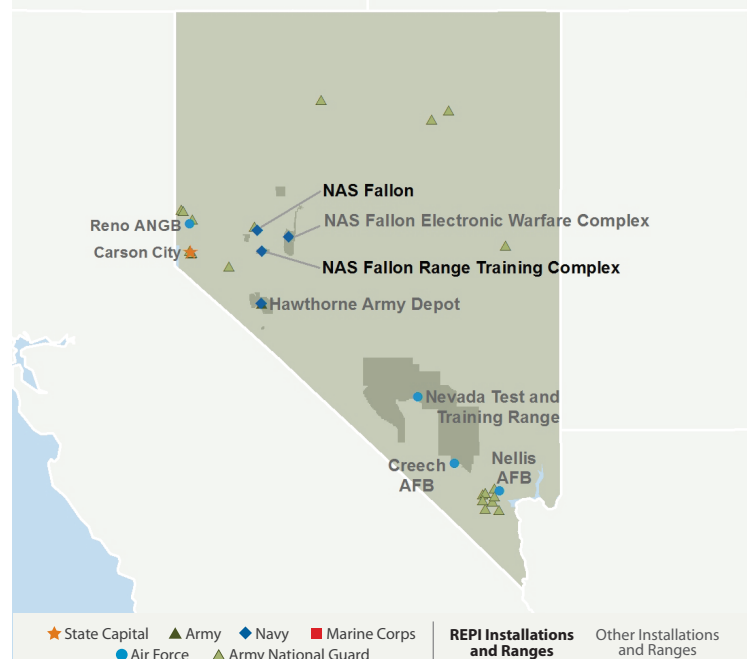 NAS Fallon
Reno ANGB
NAS Fallon Electronic Warfare Complex
Carson City
NAS Fallon Range Training Complex
Hawthorne Army Depot
Nevada Test and
Training Range
Creech
AFB
Nellis
AFB
State Capital
Army
Navy
Marine Corps
Air Force
Army National Guard
REPI Installations
and Ranges
Other Installations
and Ranges